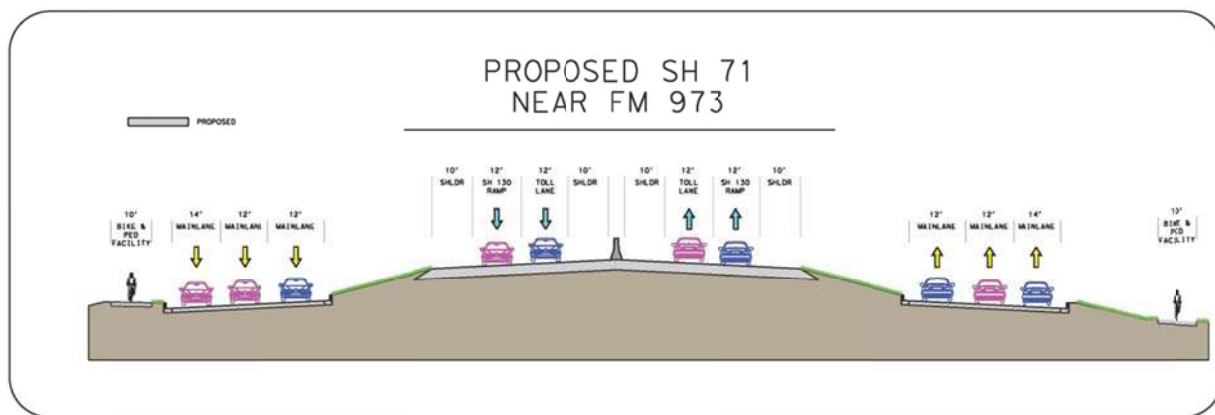 PROPOSED SH 71
NEAR FM 973
PROPOSED
10'
BIKE &
PED
FACILITY
14'
MAINLANE
12'
MAINLANE
12'
MAINLANE
10'
SHLDR
12'
SH 130
RAMP
12'
TOLL
LANE
10'
SHLDR
10'
SHLDR
12'
TOLL
LANE
12'
SH 130
RAMP
10'
SHLDR
12'
MAINLANE
12'
MAINLANE
14'
MAINLANE
10'
BIKE &
PED
FACILITY